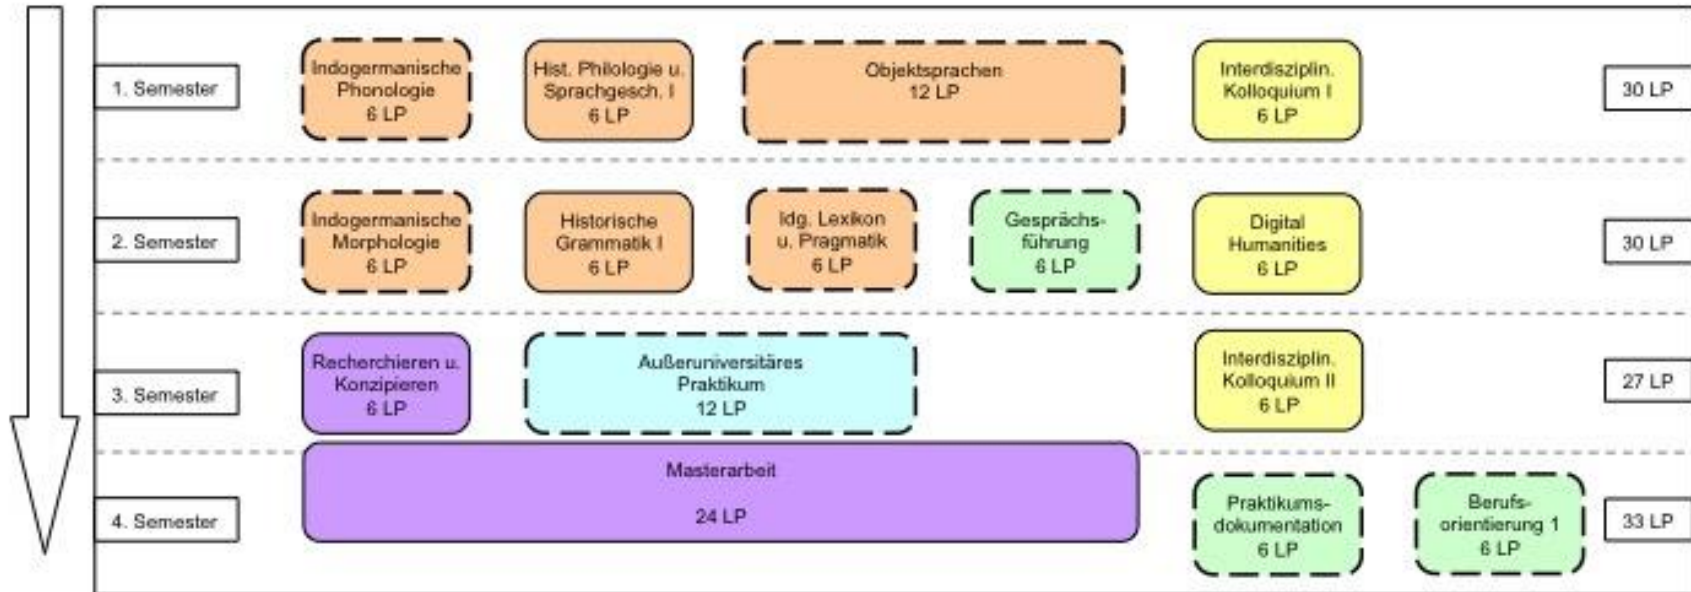 1. Semester
Indogermanische
Phonologie
6 LP
Hist. Philologie u.
Sprachgesch. I
6 LP
Objektsprachen
12 LP
Interdisziplin.
Kolloquium I
6 LP
30 LP
2. Semester
Indogermanische
Morphologie
6 LP
Historische
Grammatik I
6 LP
Idg. Lexikon
u. Pragmatik
6 LP
Gesprächs-
führung
6 LP
Digital
Humanities
6 LP
30 LP
3. Semester
Recherchieren u.
Konzipieren
6 LP
Außeruniversitäres
Praktikum
12 LP
Interdisziplin.
Kolloquium II
6 LP
27 LP
4. Semester
Masterarbeit
24 LP
Praktikums-
dokumentation
6 LP
Berufs-
orientierung 1
6 LP
33 LP